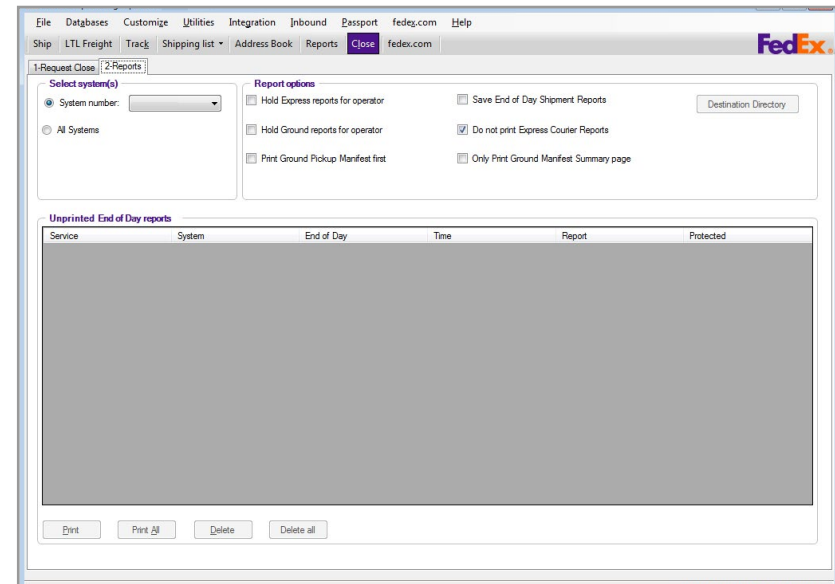 File Databases Customize Utilities Integration Inbound Passport fedex.com Help
Ship LTL Freight Track Shipping list Address Book Reports Close fedex.com
FedEx.
1-Request Close 2-Reports
Select system(s)
System number:
All Systems
Report options
Hold Express reports for operator
Save End of Day Shipment Reports
Destination Directory
Hold Ground reports for operator
Do not print Express Courier Reports
Print Ground Pickup Manifest first
Only Print Ground Manifest Summary page
Unprinted End of Day reports
Service System End of Day Time Report Protected
Print Print All Delete Delete all